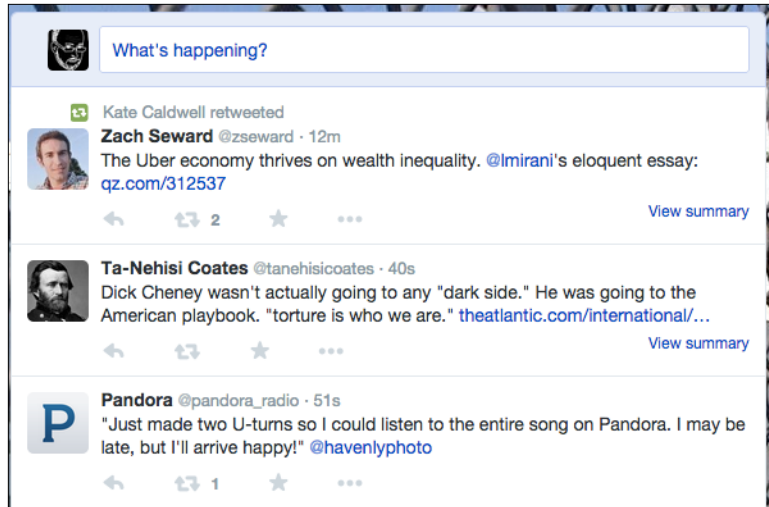 What's happening?
Kate Caldwell retweeted
Zach Seward @zseward · 12m
The Uber economy thrives on wealth inequality. @lmirani's eloquent essay:
qz.com/312537
2
View summary
Ta-Nehisi Coates @tanehisicoates · 40s
Dick Cheney wasn't actually going to any "dark side." He was going to the
American playbook. "torture is who we are." theatlantic.com/international/…
View summary
P
Pandora @pandora_radio · 51s
"Just made two U-turns so I could listen to the entire song on Pandora. I may be
late, but I'll arrive happy!" @havenlyphoto
1